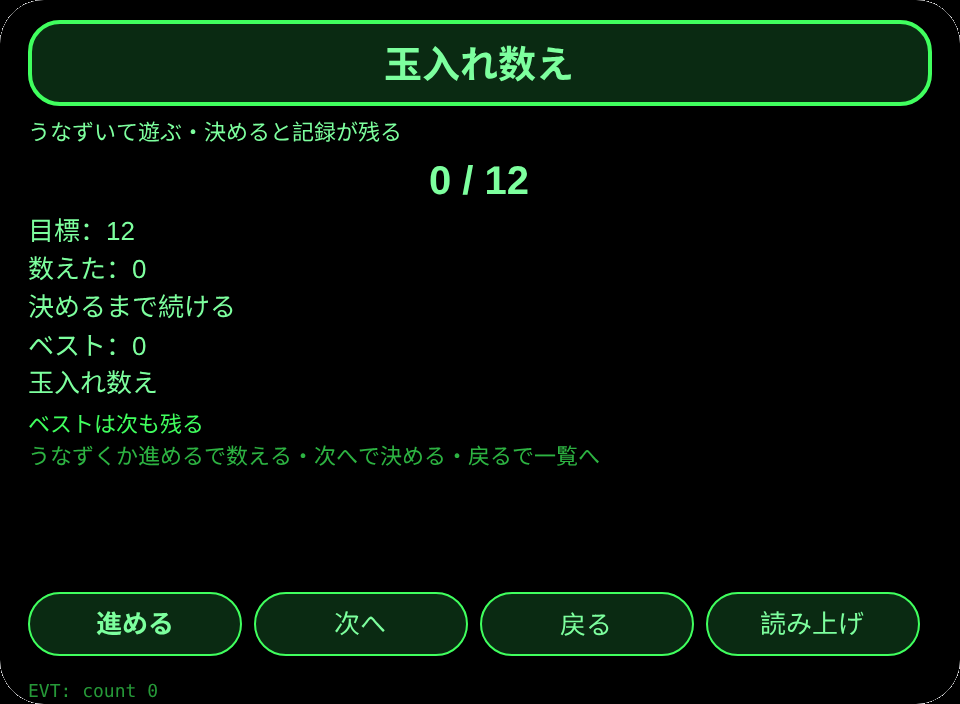 玉入れ数え
うなずいて遊ぶ・決めると記録が残る
0 / 12
目標: 12
数えた: 0
決めるまで続ける
ベスト: 0
玉入れ数え
ベストは次も残る
うなずくか進めるで数える・次へで決める・戻るで一覧へ
進める
次へ
戻る
読み上げ
EVT: count 0